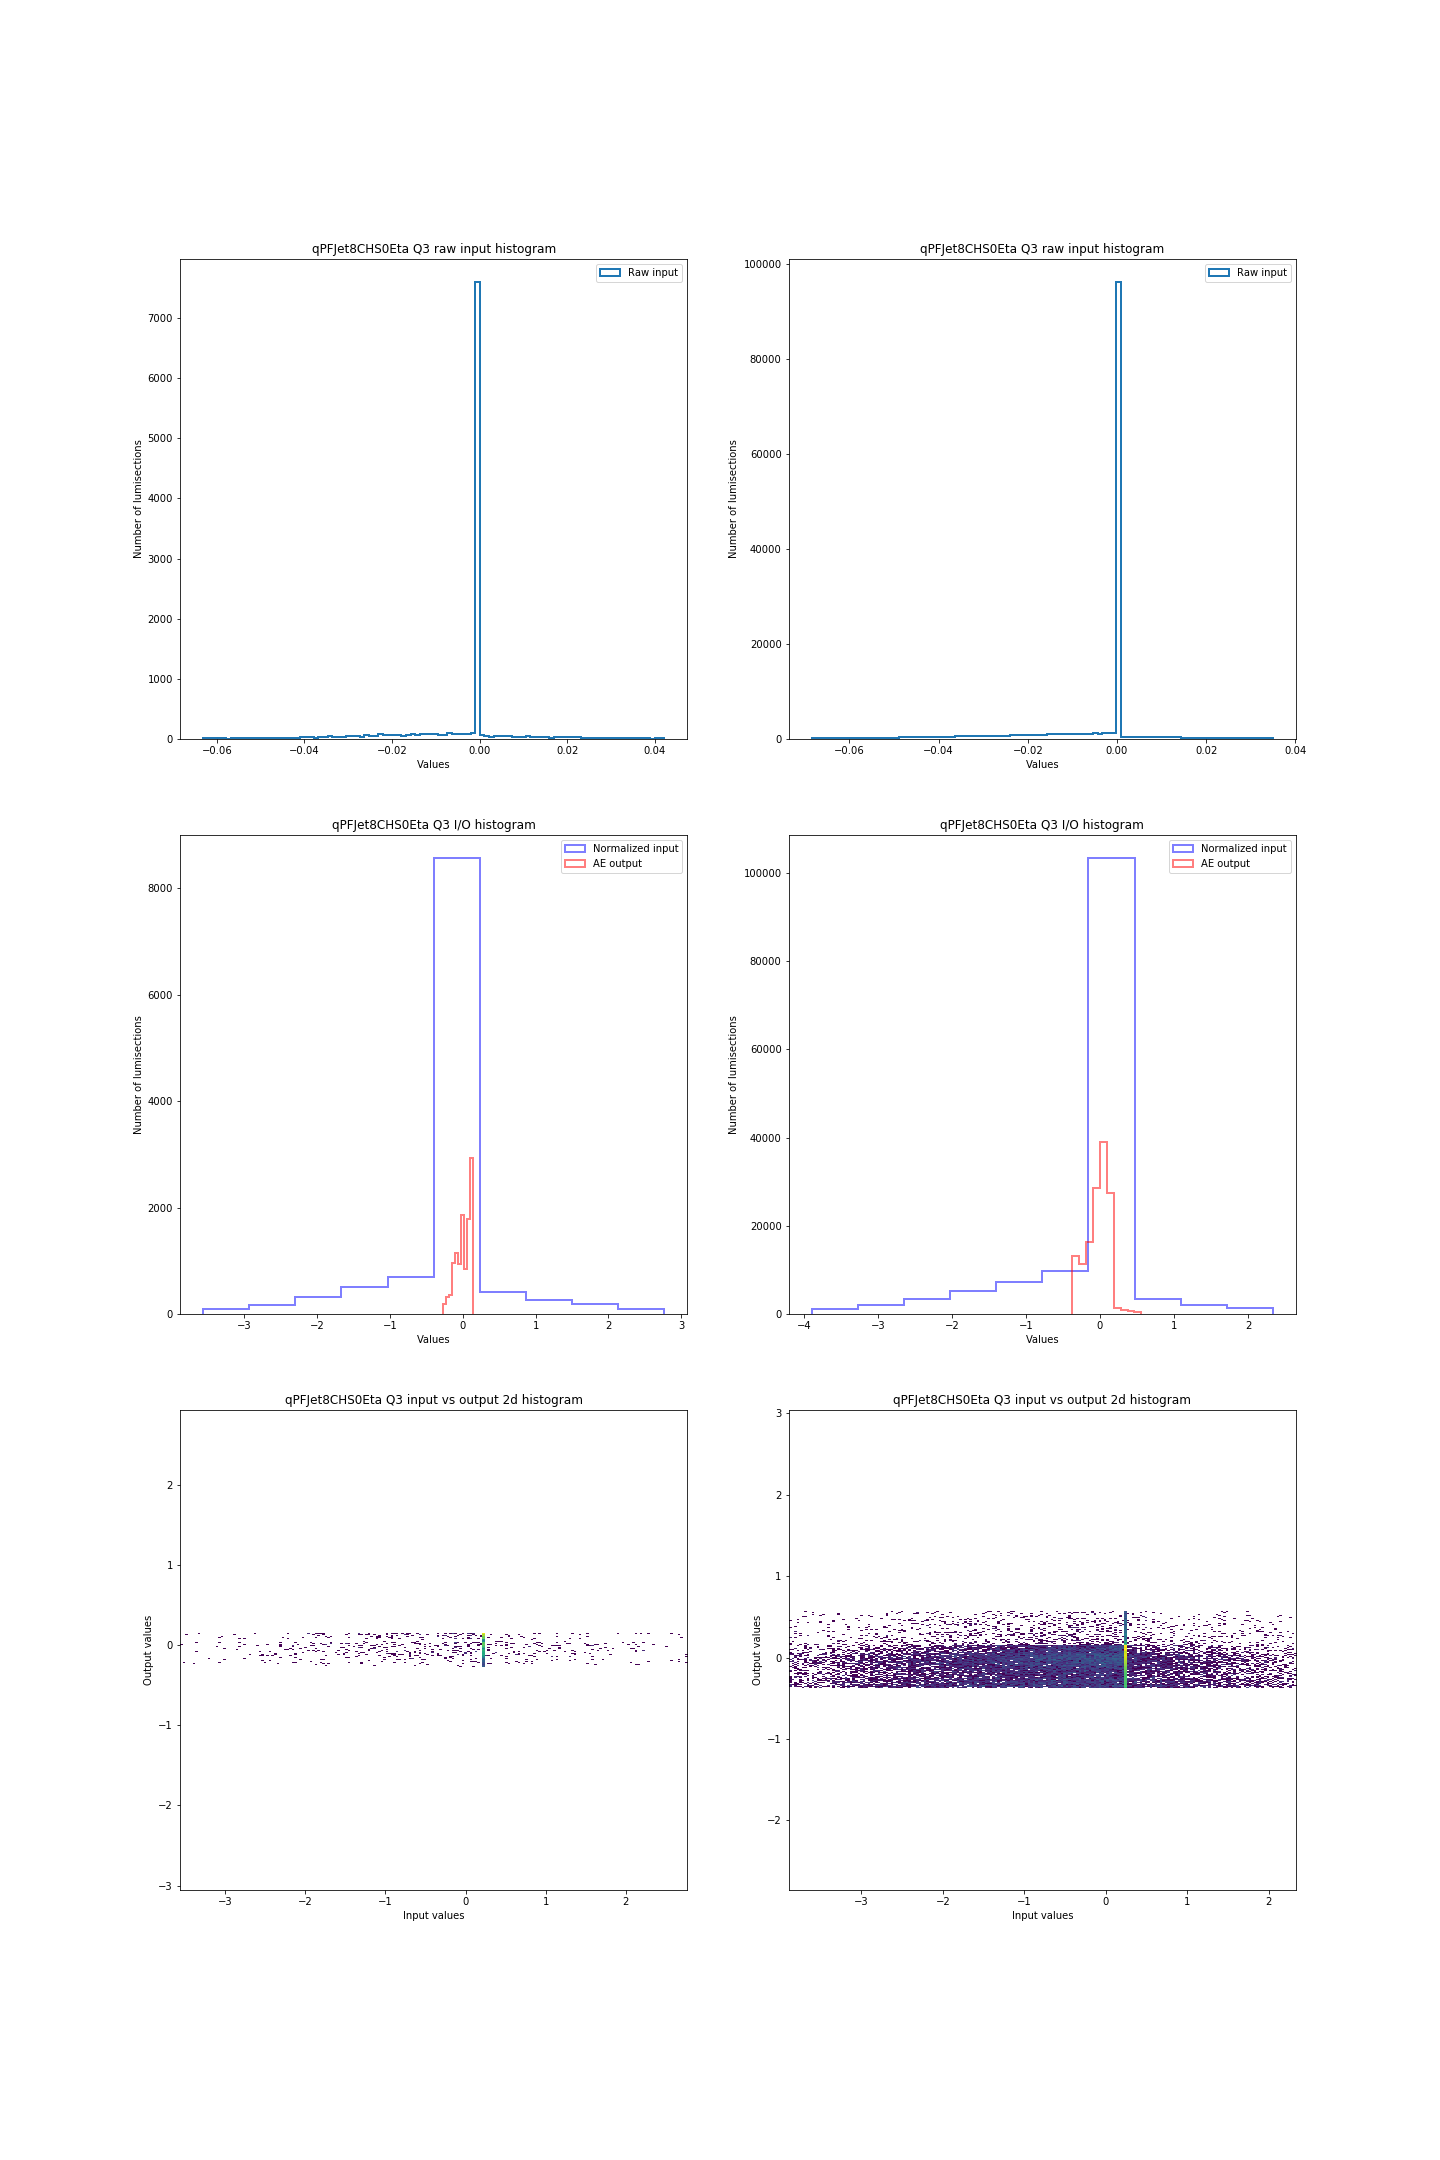 qPFJet8CHS0Eta Q3 raw input histogram
Raw input
Number of lumisections
7000
6000
5000
4000
3000
2000
1000
0
−0.06 −0.04 −0.02 0.00 0.02 0.04
Values
qPFJet8CHS0Eta Q3 raw input histogram
Raw input
Number of lumisections
100000
80000
60000
40000
20000
0
−0.06 −0.04 −0.02 0.00 0.02 0.04
Values
qPFJet8CHS0Eta Q3 I/O histogram
Normalized input
AE output
Number of lumisections
8000
6000
4000
2000
0
−3 −2 −1 0 1 2 3
Values
qPFJet8CHS0Eta Q3 I/O histogram
Normalized input
AE output
Number of lumisections
100000
80000
60000
40000
20000
0
−4 −3 −2 −1 0 1 2
Values
qPFJet8CHS0Eta Q3 input vs output 2d histogram
Output values
2
1
0
−1
−2
−3
−3 −2 −1 0 1 2
Input values
qPFJet8CHS0Eta Q3 input vs output 2d histogram
Output values
3
2
1
0
−1
−2
−3 −2 −1 0 1 2
Input values